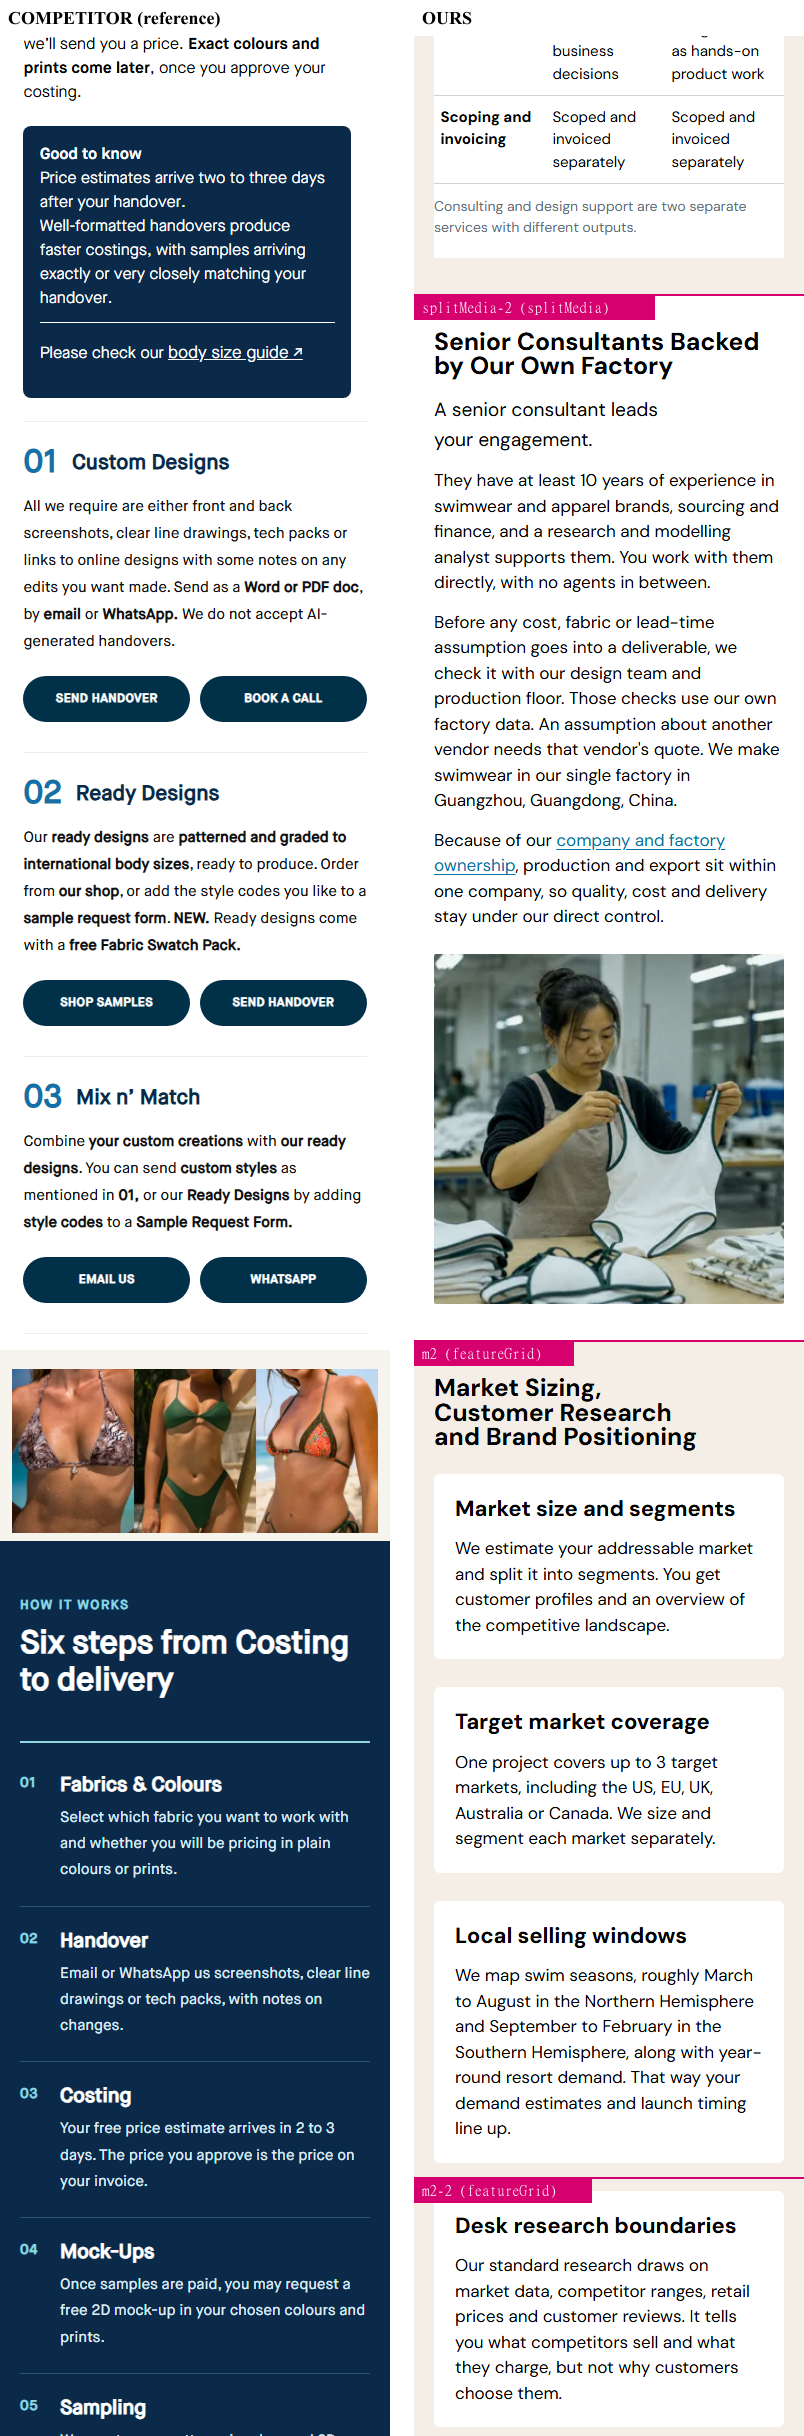 COMPETITOR (reference)
we'll send you a price. Exact colours and
prints come later, once you approve your
costing.
Good to know
Price estimates arrive two to three days
after your handover.
Well-formatted handovers produce
faster costings, with samples arriving
exactly or very closely matching your
handover.
Please check our body size guide ↗
01 Custom Designs
All we require are either front and back
screenshots, clear line drawings, tech packs or
links to online designs with some notes on any
edits you want made. Send as a Word or PDF doc,
by email or WhatsApp. We do not accept AI-
generated handovers.
SEND HANDOVER
BOOK A CALL
02 Ready Designs
Our ready designs are patterned and graded to
international body sizes, ready to produce. Order
from our shop, or add the style codes you like to a
sample request form. NEW. Ready designs come
with a free Fabric Swatch Pack.
SHOP SAMPLES
SEND HANDOVER
03 Mix n' Match
Combine your custom creations with our ready
designs. You can send custom styles as
mentioned in 01, or our Ready Designs by adding
style codes to a Sample Request Form.
EMAIL US
WHATSAPP
HOW IT WORKS
Six steps from Costing
to delivery
01 Fabrics & Colours
Select which fabric you want to work with
and whether you will be pricing in plain
colours or prints.
02 Handover
Email or WhatsApp us screenshots, clear line
drawings or tech packs, with notes on
changes.
03 Costing
Your free price estimate arrives in 2 to 3
days. The price you approve is the price on
your invoice.
04 Mock-Ups
Once samples are paid, you may request a
free 2D mock-up in your chosen colours and
prints.
05 Sampling
OURS
business
decisions
as hands-on
product work
Scoping and
invoicing
Scoped and
invoiced
separately
Scoped and
invoiced
separately
Consulting and design support are two separate
services with different outputs.
splitMedia-2 (splitMedia)
Senior Consultants Backed
by Our Own Factory
A senior consultant leads
your engagement.
They have at least 10 years of experience in
swimwear and apparel brands, sourcing and
finance, and a research and modelling
analyst supports them. You work with them
directly, with no agents in between.
Before any cost, fabric or lead-time
assumption goes into a deliverable, we
check it with our design team and
production floor. Those checks use our own
factory data. An assumption about another
vendor needs that vendor's quote. We make
swimwear in our single factory in
Guangzhou, Guangdong, China.
Because of our company and factory
ownership, production and export sit within
one company, so quality, cost and delivery
stay under our direct control.
m2 (featureGrid)
Market Sizing,
Customer Research
and Brand Positioning
Market size and segments
We estimate your addressable market
and split it into segments. You get
customer profiles and an overview of
the competitive landscape.
Target market coverage
One project covers up to 3 target
markets, including the US, EU, UK,
Australia or Canada. We size and
segment each market separately.
Local selling windows
We map swim seasons, roughly March
to August in the Northern Hemisphere
and September to February in the
Southern Hemisphere, along with year-
round resort demand. That way your
demand estimates and launch timing
line up.
m2-2 (featureGrid)
Desk research boundaries
Our standard research draws on
market data, competitor ranges, retail
prices and customer reviews. It tells
you what competitors sell and what
they charge, but not why customers
choose them.